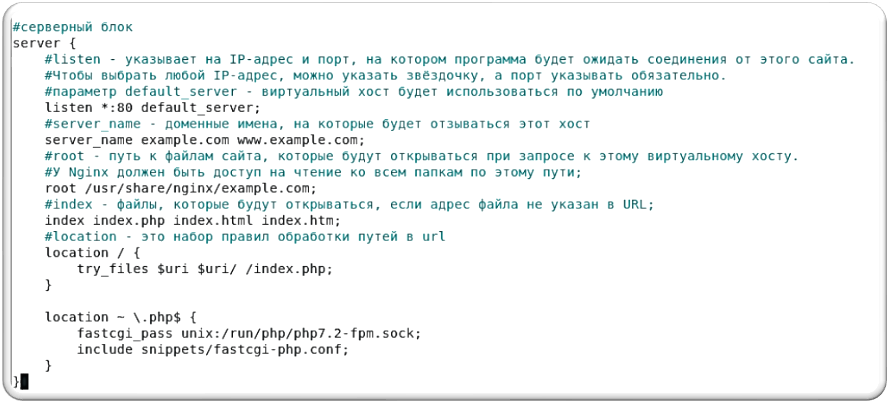 #серверный блок
server {
#listen - указывает на IP-адрес и порт, на котором программа будет ожидать соединения от этого сайта.
#Чтобы выбрать любой IP-адрес, можно указать звёздочку, а порт указывать обязательно.
#параметр default_server - виртуальный хост будет использоваться по умолчанию
listen *:80 default_server;
#server_name - доменные имена, на которые будет отзываться этот хост
server_name example.com www.example.com;
#root - путь к файлам сайта, которые будут открываться при запросе к этому виртуальному хосту.
#У Nginx должен быть доступ на чтение ко всем папкам по этому пути;
root /usr/share/nginx/example.com;
#index - файлы, которые будут открываться, если адрес файла не указан в URL;
index index.php index.html index.htm;
#location - это набор правил обработки путей в url
location / {
try_files $uri $uri/ /index.php;
}
location ~ \.php$ {
fastcgi_pass unix:/run/php/php7.2-fpm.sock;
include snippets/fastcgi-php.conf;
}
}